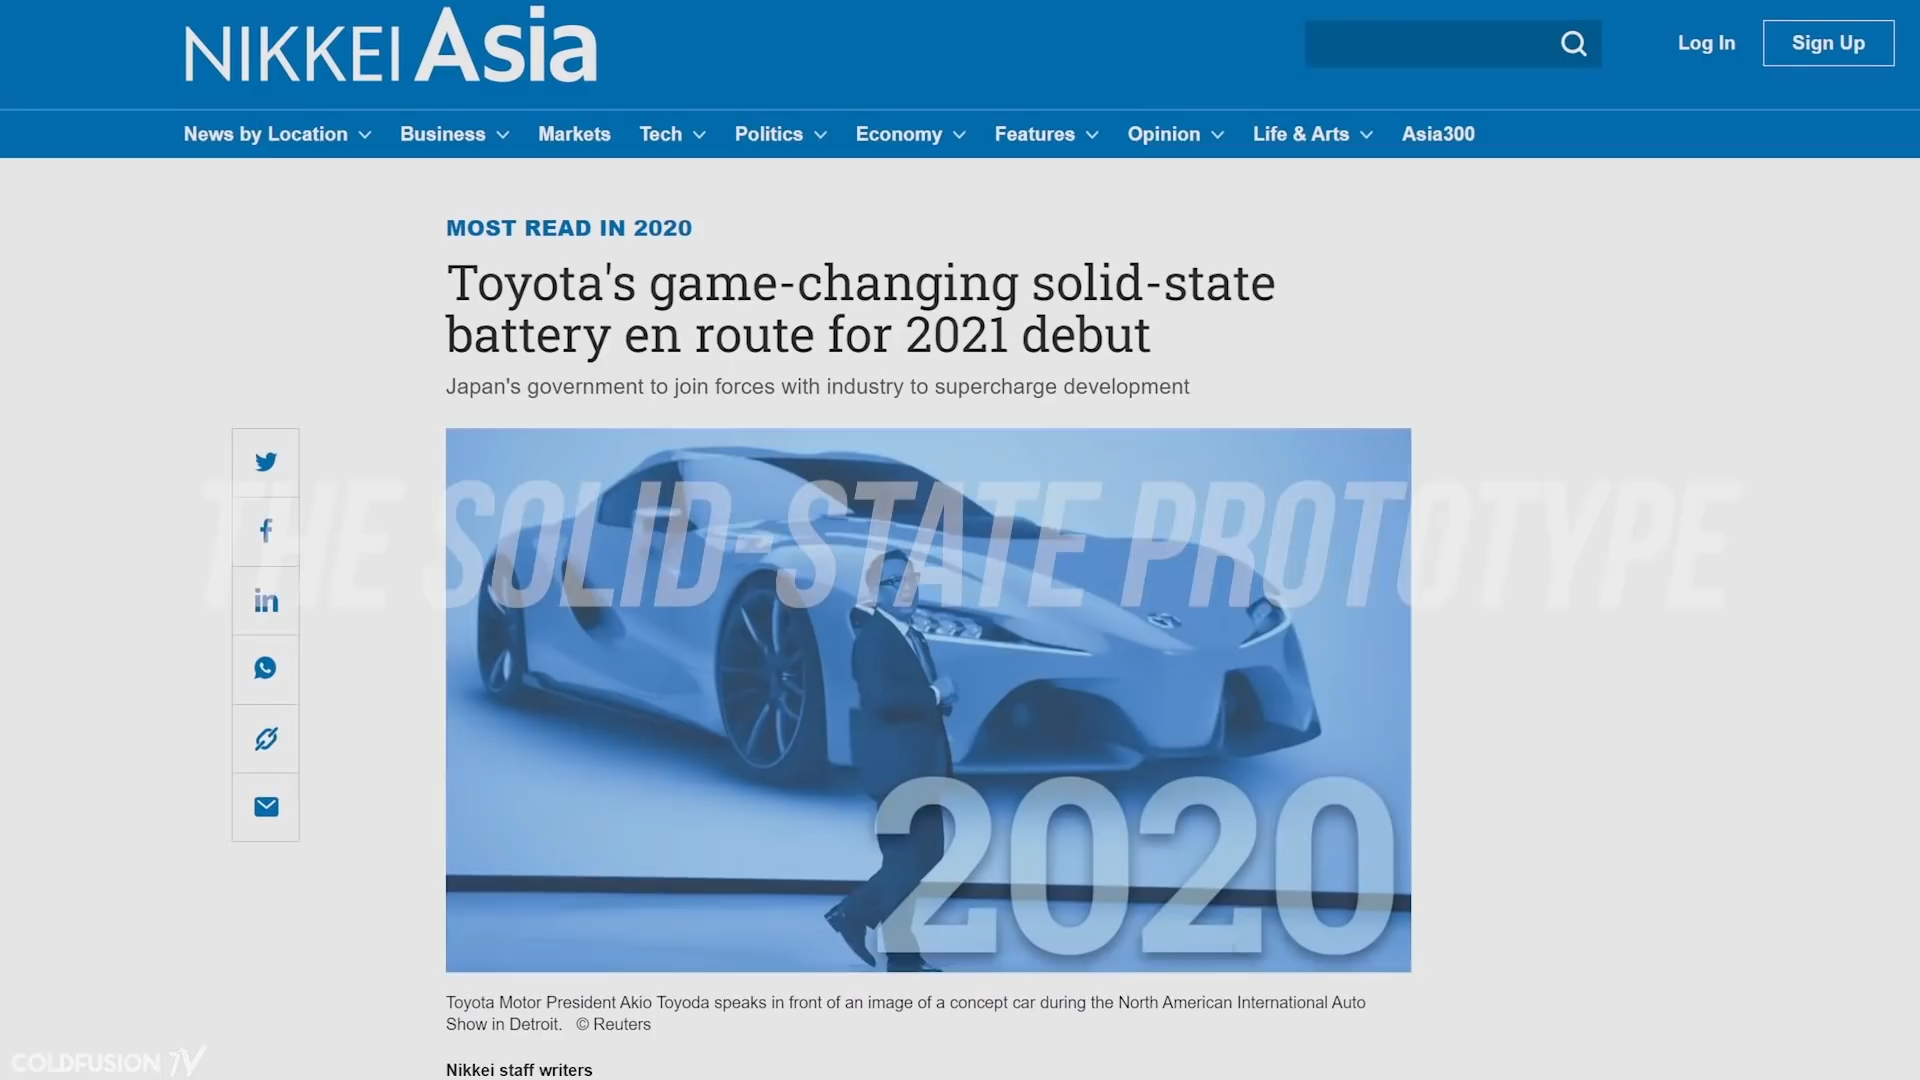 NIKKEI Asia
Log In
Sign Up
News by Location
Business
Markets
Tech
Politics
Economy
Features
Opinion
Life & Arts
Asia300
MOST READ IN 2020
Toyota's game-changing solid-state
battery en route for 2021 debut
Japan's government to join forces with industry to supercharge development
THE SOLID-STATE PROTOTYPE
2020
Toyota Motor President Akio Toyoda speaks in front of an image of a concept car during the North American International Auto
Show in Detroit. © Reuters
Nikkei staff writers
COLDFUSION TV